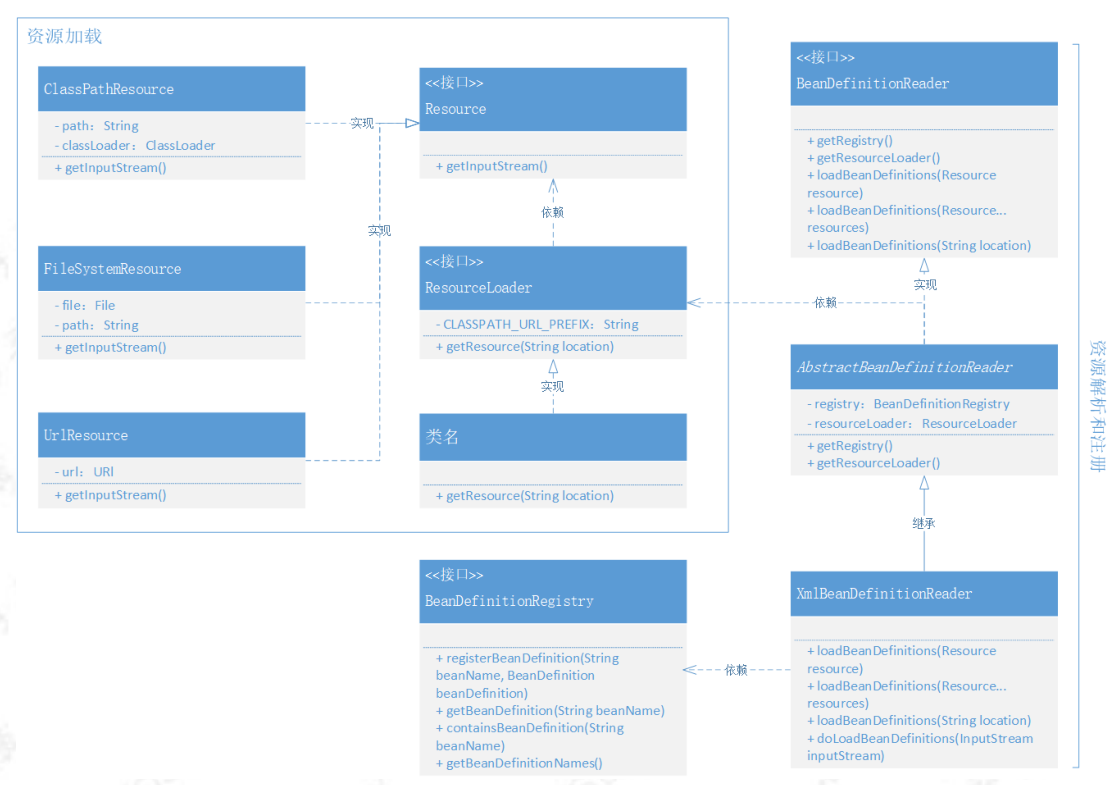 资源加载
ClassPathResource
- path：String
- classLoader：ClassLoader
+ getInputStream()
实现
<<接口>>
Resource
+ getInputStream()
依赖
实现
FileSystemResource
- file：File
- path：String
+ getInputStream()
<<接口>>
ResourceLoader
- CLASSPATH_URL_PREFIX：String
+ getResource(String location)
实现
UrlResource
- url：URl
+ getInputStream()
类名
+ getResource(String location)
<<接口>>
BeanDefinitionReader
+ getRegistry()
+ getResourceLoader()
+ loadBeanDefinitions(Resource
resource)
+ loadBeanDefinitions(Resource...
resources)
+ loadBeanDefinitions(String location)
实现
依赖
AbstractBeanDefinitionReader
- registry：BeanDefinitionRegistry
- resourceLoader：ResourceLoader
+ getRegistry()
+ getResourceLoader()
继承
资源解析和注册
<<接口>>
BeanDefinitionRegistry
+ registerBeanDefinition(String
beanName, BeanDefinition
beanDefinition)
+ getBeanDefinition(String beanName)
+ containsBeanDefinition(String
beanName)
+ getBeanDefinitionNames()
依赖
XmlBeanDefinitionReader
+ loadBeanDefinitions(Resource
resource)
+ loadBeanDefinitions(Resource...
resources)
+ loadBeanDefinitions(String location)
+ doLoadBeanDefinitions(InputStream
inputStream)